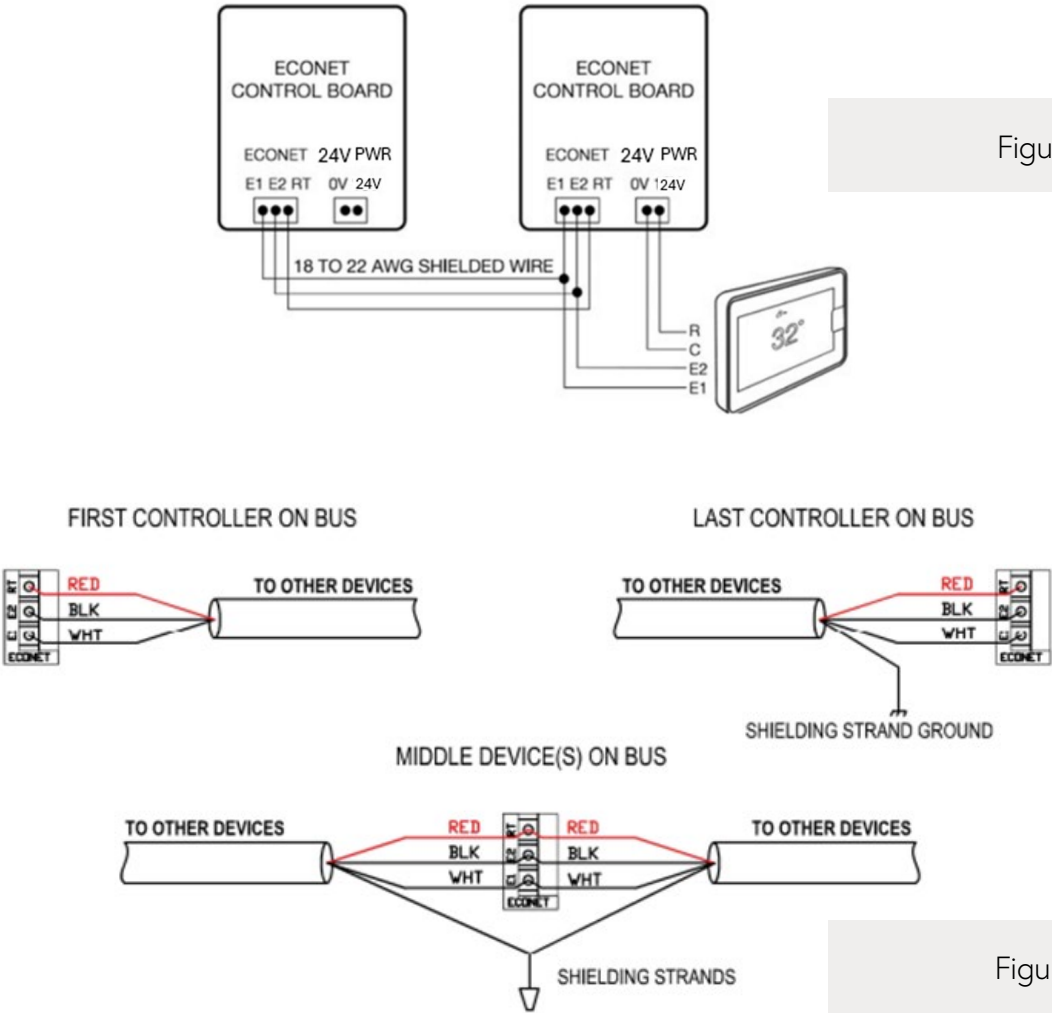 ECONET
CONTROL BOARD
ECONET 24V PWR
E1 E2 RT 0V 24V
ECONET
CONTROL BOARD
ECONET 24V PWR
E1 E2 RT 0V 24V
Figu
18 TO 22 AWG SHIELDED WIRE
32°
R
C
E2
E1
FIRST CONTROLLER ON BUS
RT RED
E2 BLK
E1 WHT
ECONET
TO OTHER DEVICES
LAST CONTROLLER ON BUS
TO OTHER DEVICES
RED RT
BLK E2
WHT E1
ECONET
SHIELDING STRAND GROUND
MIDDLE DEVICE(S) ON BUS
TO OTHER DEVICES
RED RT RED
BLK E2 BLK
WHT E1 WHT
ECONET
TO OTHER DEVICES
SHIELDING STRANDS
Figu